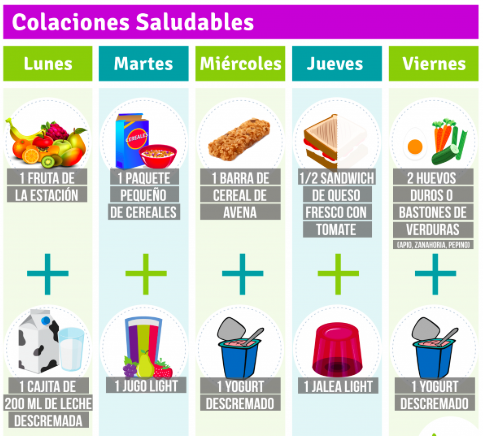 Colaciones Saludables
Lunes
Martes
Miércoles
Jueves
Viernes
1 FRUTA DE
LA ESTACIÓN
CEREALES
1 PAQUETE
PEQUEÑO
DE CEREALES
1 BARRA DE
CEREAL DE
AVENA
1/2 SANDWICH
DE QUESO
FRESCO CON
TOMATE
2 HUEVOS
DUROS O
BASTONES DE
VERDURAS
(APIO, ZANAHORIA, PEPINO)
1 CAJITA DE
200 ML DE LECHE
DESCREMADA
1 JUGO LIGHT
1 YOGURT
DESCREMADO
1 JALEA LIGHT
1 YOGURT
DESCREMADO